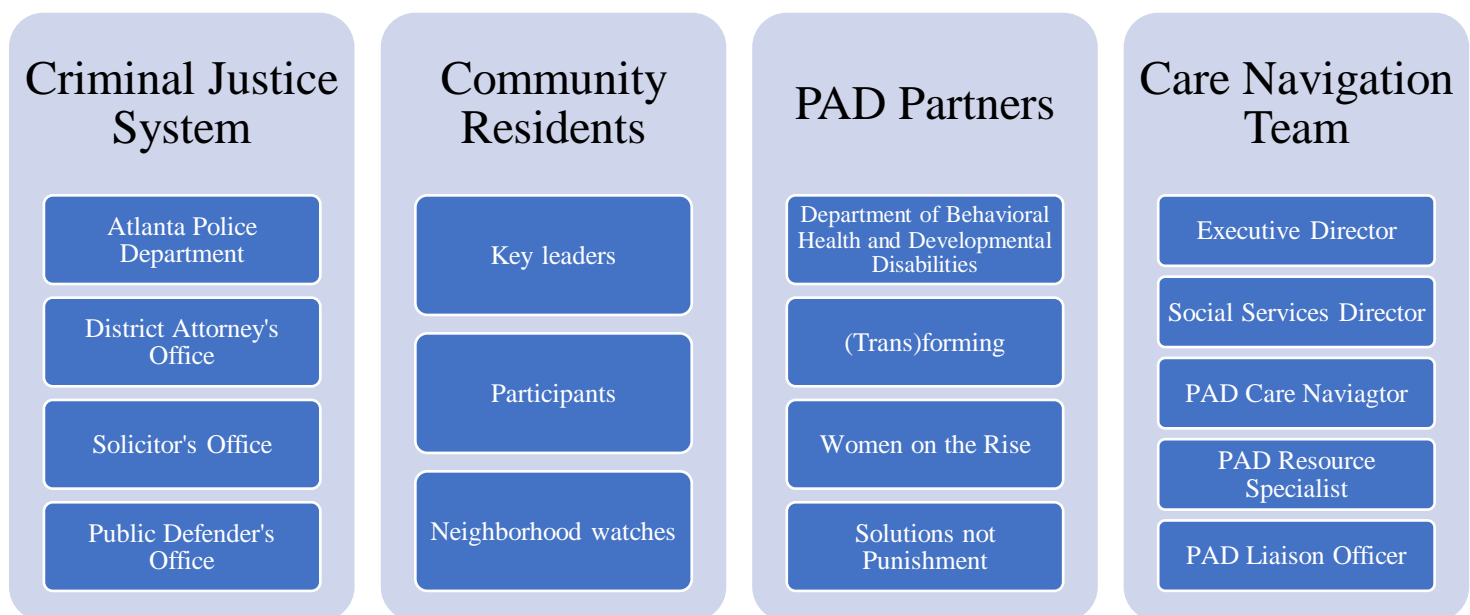 Criminal Justice
System
Atlanta Police
Department
District Attorney's
Office
Solicitor's Office
Public Defender's
Office
Community
Residents
Key leaders
Participants
Neighborhood watches
PAD Partners
Department of Behavioral
Health and Developmental
Disabilities
(Trans)forming
Women on the Rise
Solutions not
Punishment
Care Navigation
Team
Executive Director
Social Services Director
PAD Care Naviagtor
PAD Resource
Specialist
PAD Liaison Officer